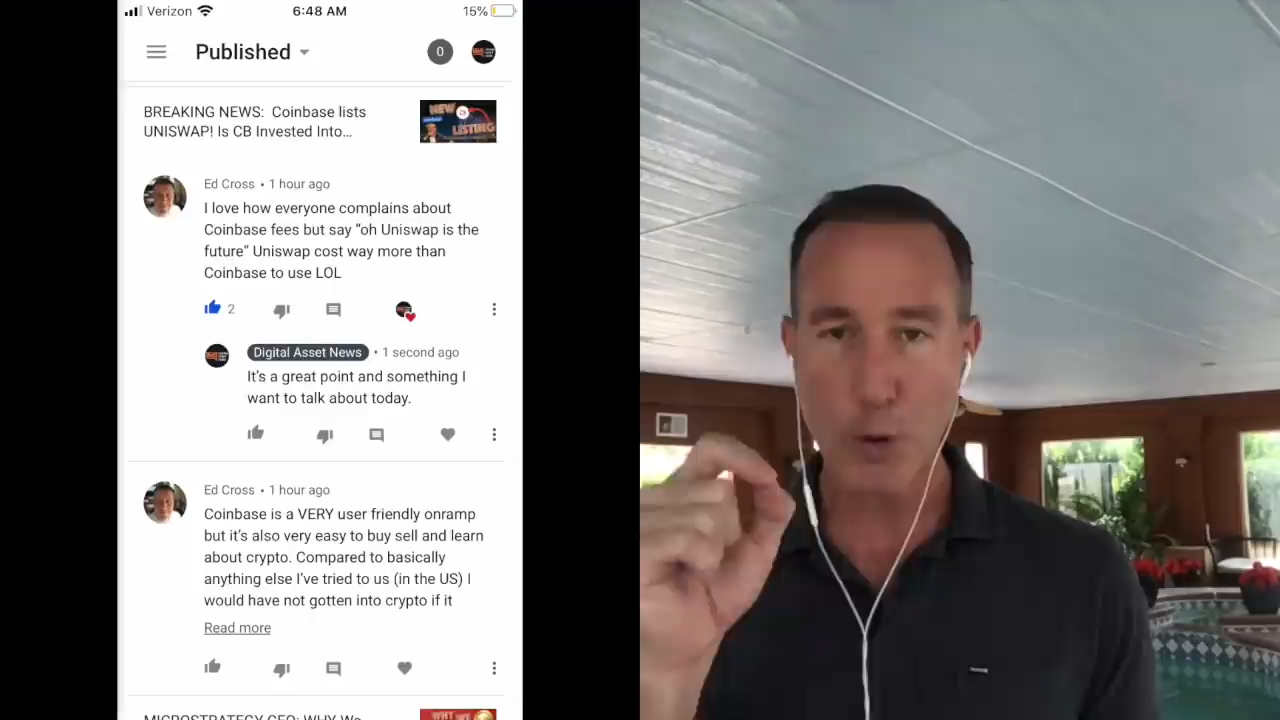 Verizon
6:48 AM
15%
Published
0
BREAKING NEWS: Coinbase lists
UNISWAP! Is CB Invested Into...
NEW
LISTING
Ed Cross • 1 hour ago
I love how everyone complains about
Coinbase fees but say “oh Uniswap is the
future” Uniswap cost way more than
Coinbase to use LOL
2
Digital Asset News • 1 second ago
It's a great point and something I
want to talk about today.
Ed Cross • 1 hour ago
Coinbase is a VERY user friendly onramp
but it's also very easy to buy sell and learn
about crypto. Compared to basically
anything else I've tried to us (in the US) I
would have not gotten into crypto if it
Read more
MICROSTRATEGY CEO: WHY We